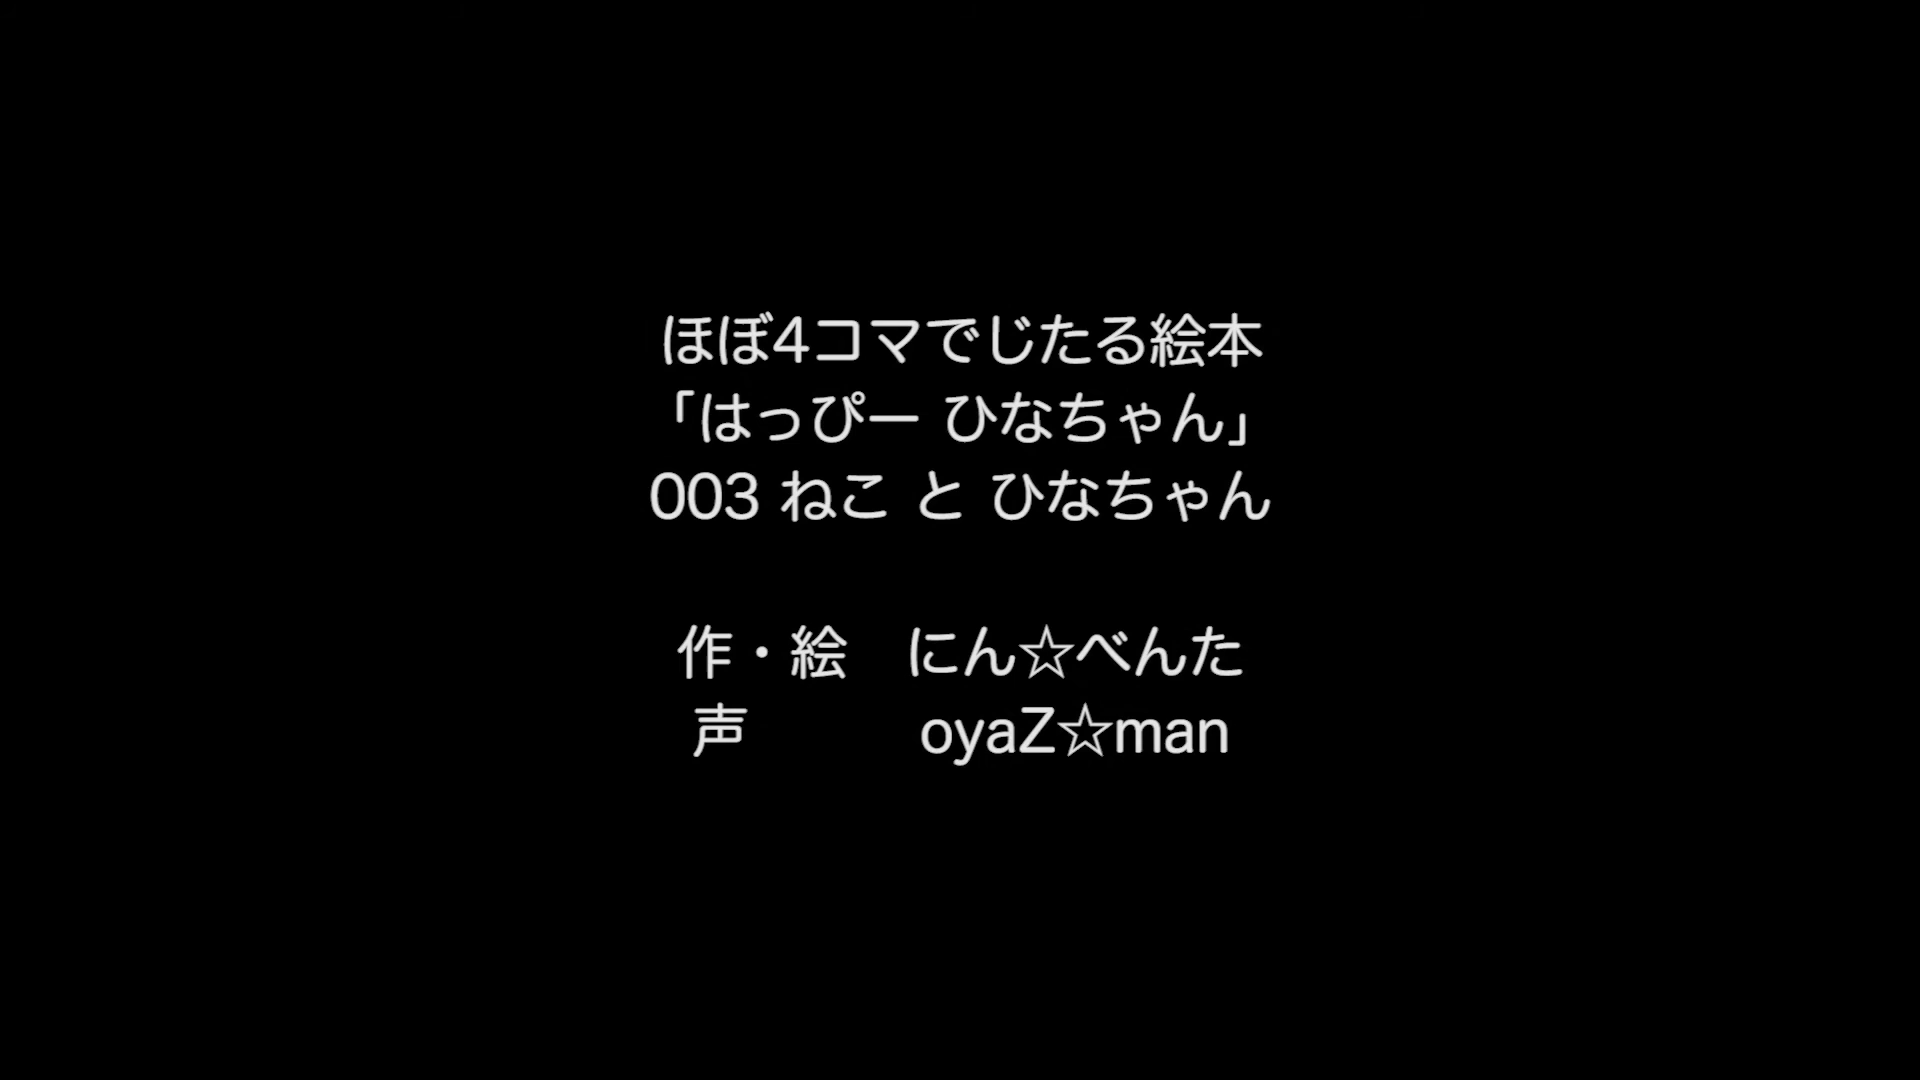 ほぼ4コマでじたる絵本
「はっぴー ひなちゃん」
003 ねこ と ひなちゃん
作・絵　にん☆べんた
声　　　oyaZ☆man